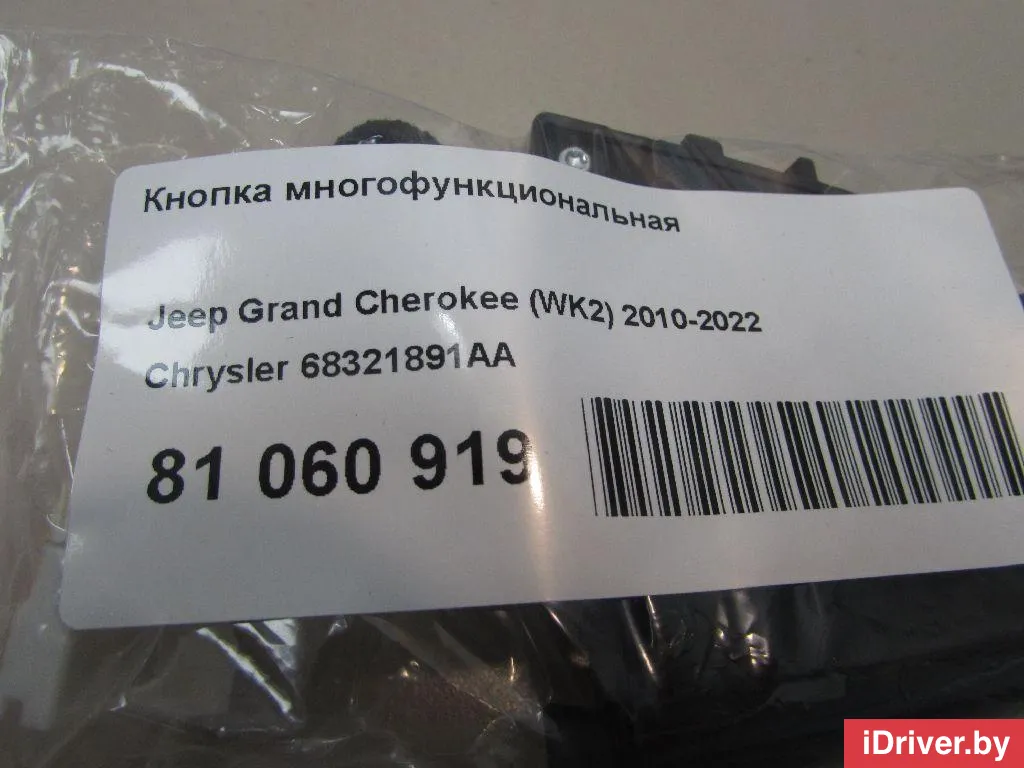 Кнопка многофункциональная
Jeep Grand Cherokee (WK2) 2010-2022
Chrysler 68321891AA
81 060 919
iDriver.by